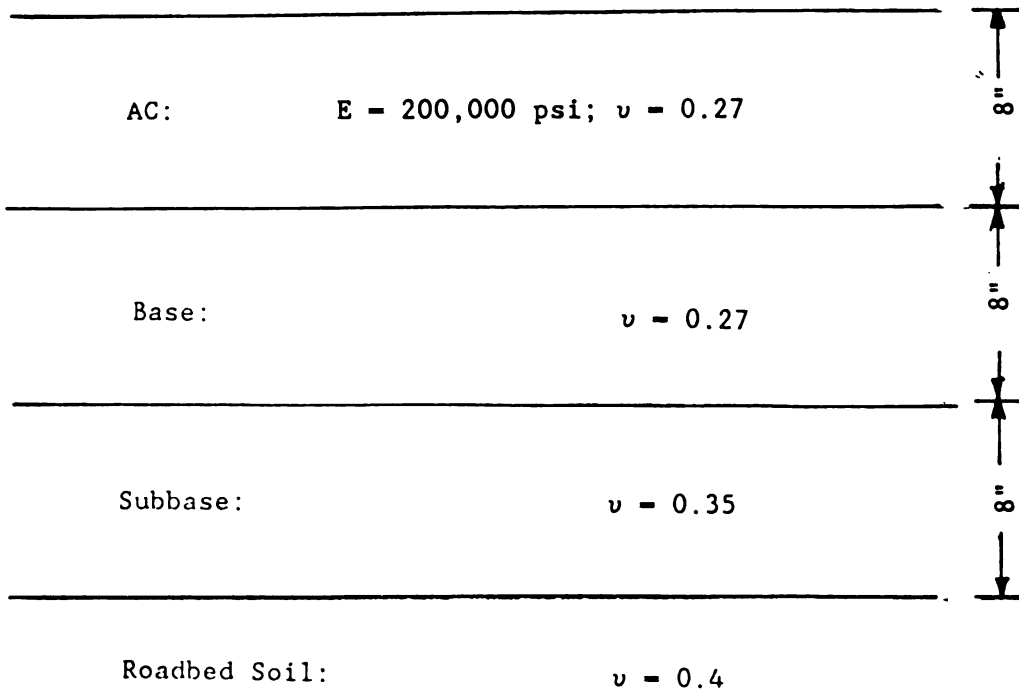 AC: E = 200,000 psi; υ = 0.27
8"
Base: υ = 0.27
8"
Subbase: υ = 0.35
8"
Roadbed Soil: υ = 0.4